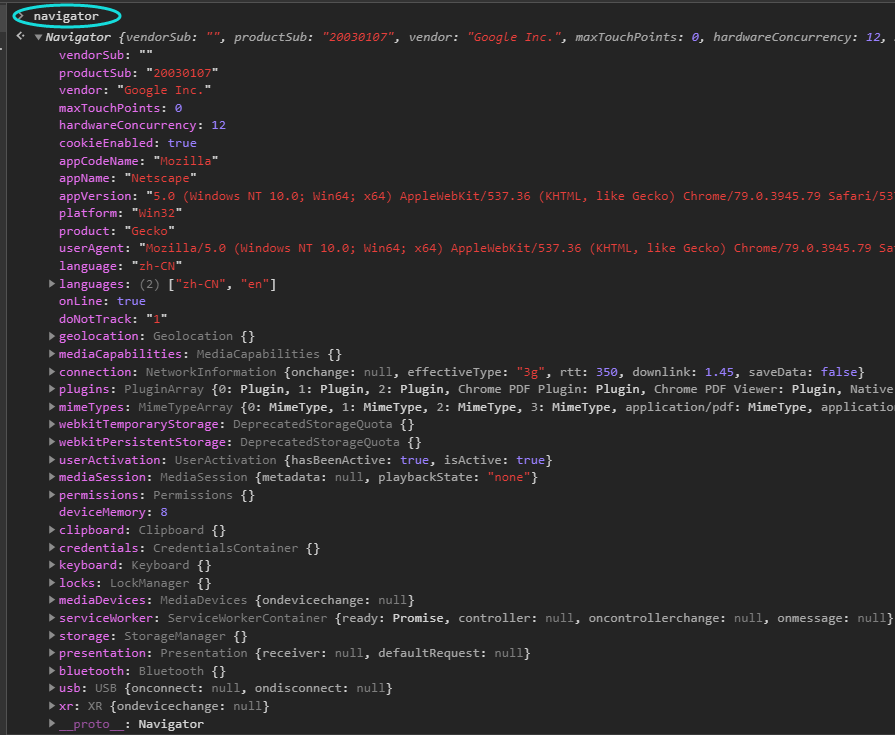 navigator
Navigator {vendorSub: "", productSub: "20030107", vendor: "Google Inc.", maxTouchPoints: 0, hardwareConcurrency: 12,
vendorSub: ""
productSub: "20030107"
vendor: "Google Inc."
maxTouchPoints: 0
hardwareConcurrency: 12
cookieEnabled: true
appCodeName: "Mozilla"
appName: "Netscape"
appVersion: "5.0 (Windows NT 10.0; Win64; x64) AppleWebKit/537.36 (KHTML, like Gecko) Chrome/79.0.3945.79 Safari/53
platform: "Win32"
product: "Gecko"
userAgent: "Mozilla/5.0 (Windows NT 10.0; Win64; x64) AppleWebKit/537.36 (KHTML, like Gecko) Chrome/79.0.3945.79 Sa
language: "zh-CN"
languages: (2) ["zh-CN", "en"]
onLine: true
doNotTrack: "1"
geolocation: Geolocation {}
mediaCapabilities: MediaCapabilities {}
connection: NetworkInformation {onchange: null, effectiveType: "3g", rtt: 350, downlink: 1.45, saveData: false}
plugins: PluginArray {0: Plugin, 1: Plugin, 2: Plugin, Chrome PDF Plugin: Plugin, Chrome PDF Viewer: Plugin, Native
mimeTypes: MimeTypeArray {0: MimeType, 1: MimeType, 2: MimeType, 3: MimeType, application/pdf: MimeType, applicatio
webkitTemporaryStorage: DeprecatedStorageQuota {}
webkitPersistentStorage: DeprecatedStorageQuota {}
userActivation: UserActivation {hasBeenActive: true, isActive: true}
mediaSession: MediaSession {metadata: null, playbackState: "none"}
permissions: Permissions {}
deviceMemory: 8
clipboard: Clipboard {}
credentials: CredentialsContainer {}
keyboard: Keyboard {}
locks: LockManager {}
mediaDevices: MediaDevices {ondevicechange: null}
serviceWorker: ServiceWorkerContainer {ready: Promise, controller: null, oncontrollerchange: null, onmessage: null}
storage: StorageManager {}
presentation: Presentation {receiver: null, defaultRequest: null}
bluetooth: Bluetooth {}
usb: USB {onconnect: null, ondisconnect: null}
xr: XR {ondevicechange: null}
__proto__: Navigator